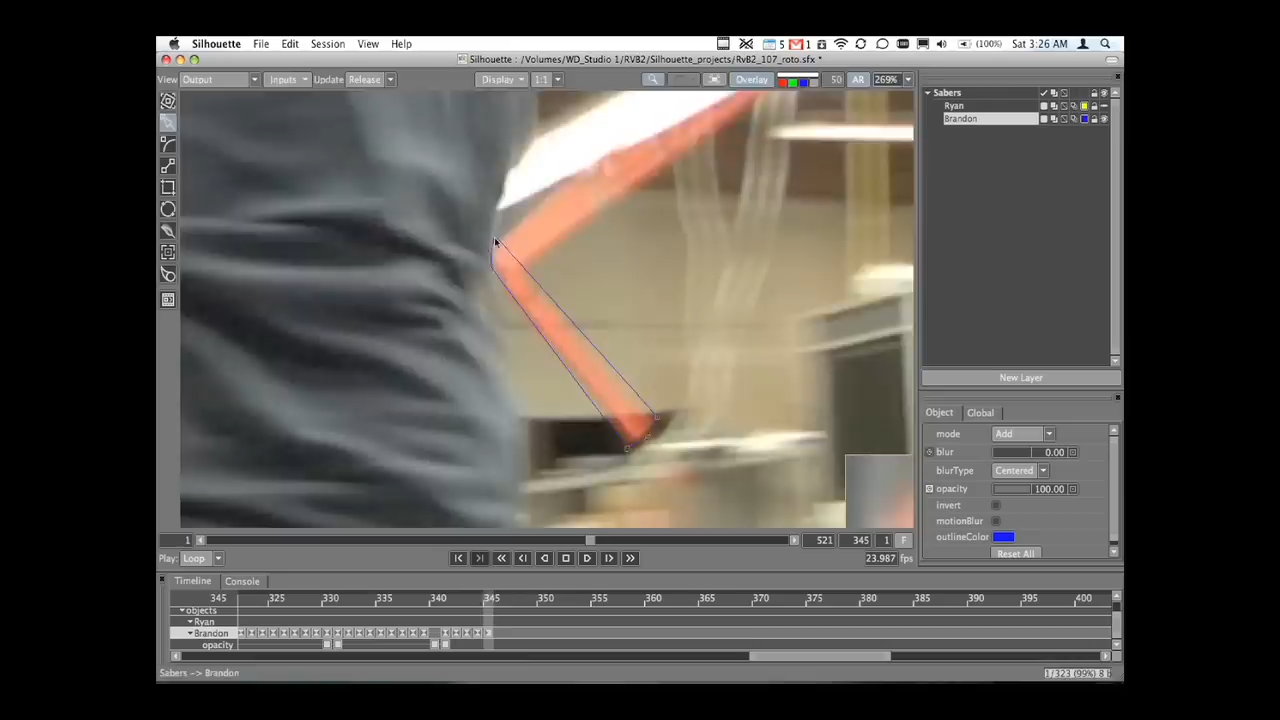 Silhouette File Edit Session View Help 5 1 (100%) Sat 3:26 AM
Silhouette : /Volumes/WD_Studio 1/RVB2/Silhouette_projects/RvB2_107_roto.sfx *
View Output Inputs Update Release Display 1:1 50 Overlay AR 269%
Sabers
Ryan
Brandon
New Layer
Object Global
mode Add
blur 0.00
blurType Centered
opacity 100.00
invert
motionBlur
outlineColor
Reset All
1 521 345 1 F
Play: Loop 23.987 fps
Timeline Console
345 325 330 335 340 345 350 355 360 365 370 375 380 385 390 395 400
objects
Ryan
Brandon
opacity
Sabers -> Brandon